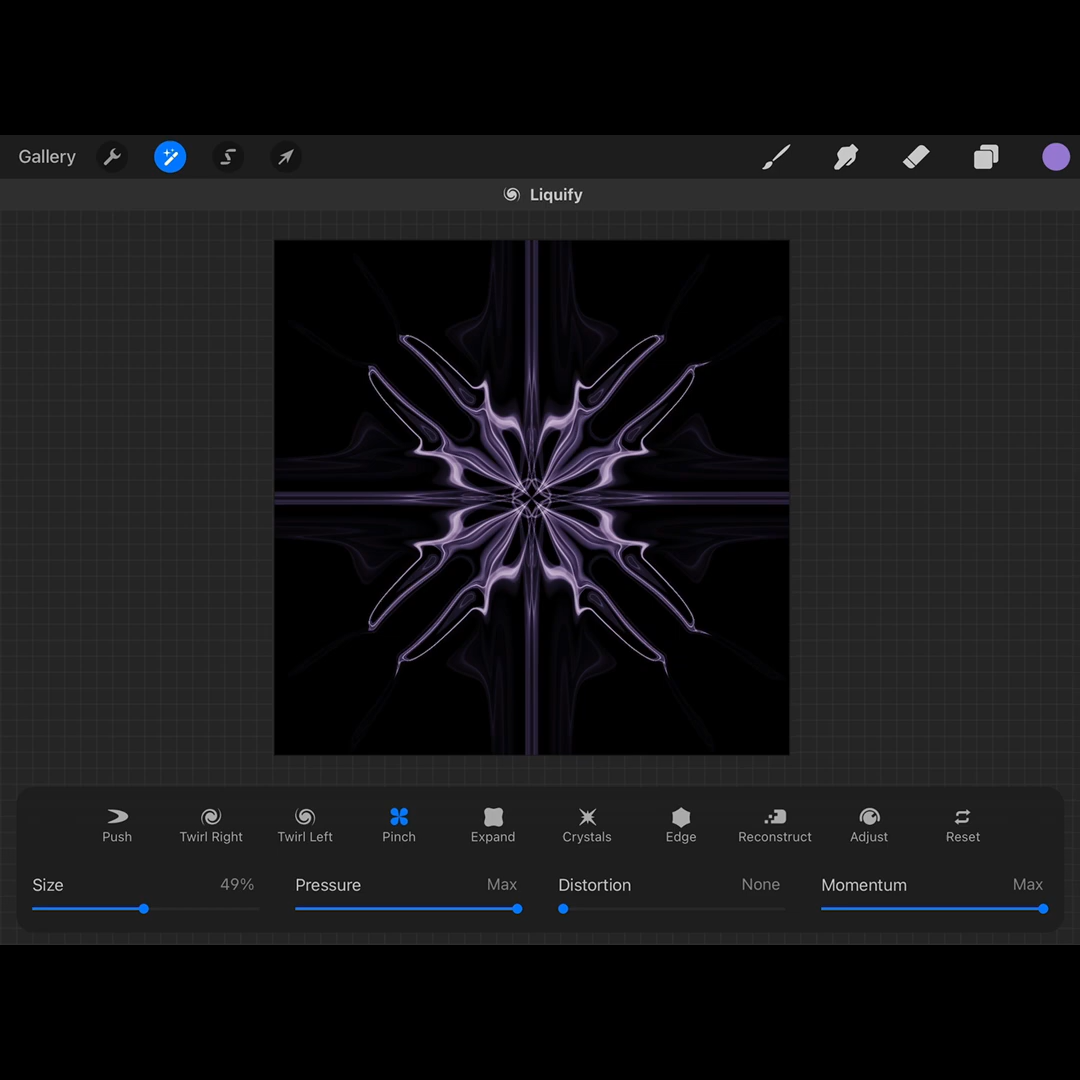 Gallery
Liquify
Push Twirl Right Twirl Left Pinch Expand Crystals Edge Reconstruct Adjust Reset
Size 49% Pressure Max Distortion None Momentum Max